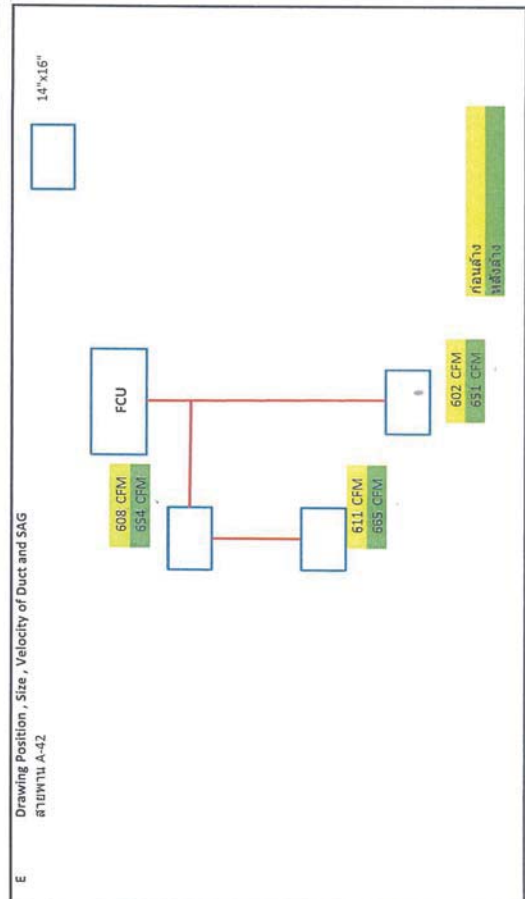 E Drawing Position , Size , Velocity of Duct and SAG
สายพาน A-42
14"x16"
FCU
608 CFM
654 CFM
611 CFM
665 CFM
602 CFM
651 CFM
ก่อนล้าง
หลังล้าง